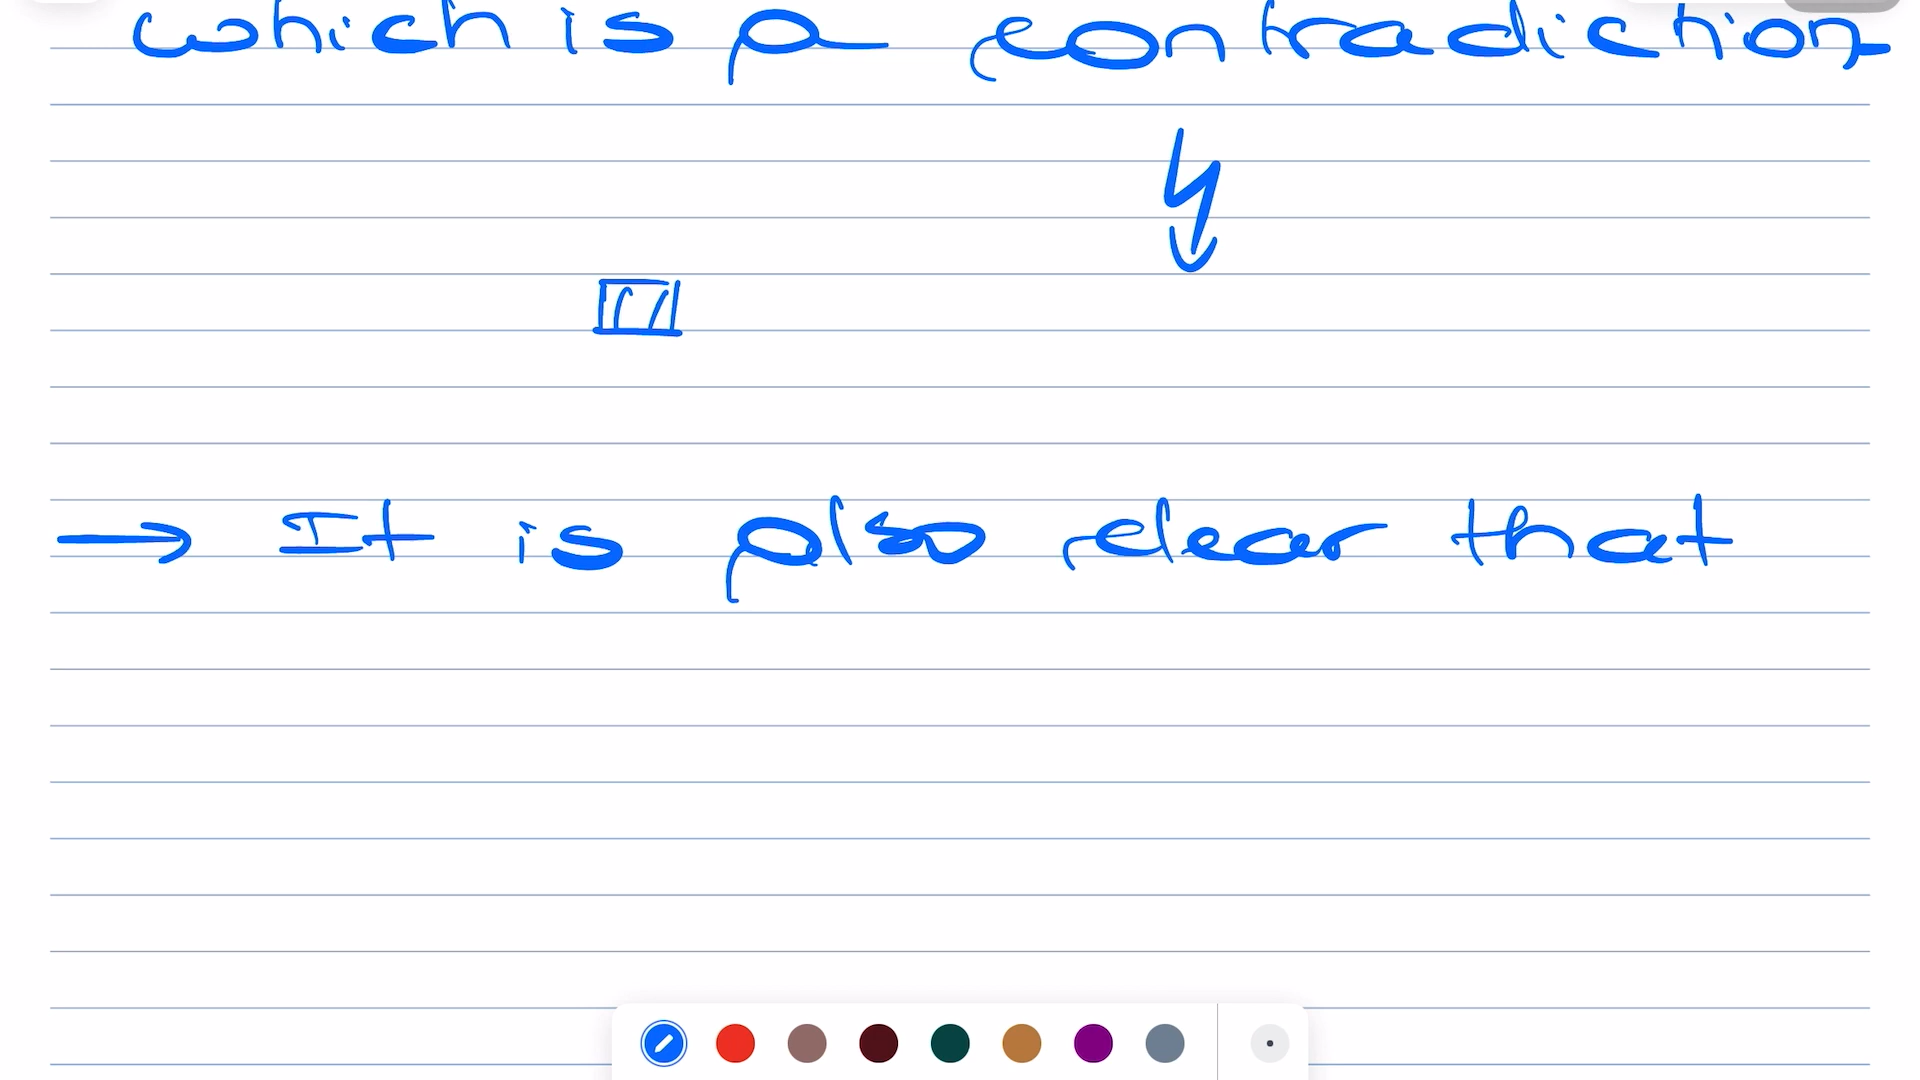 which is a contradiction
→ It is also clear that